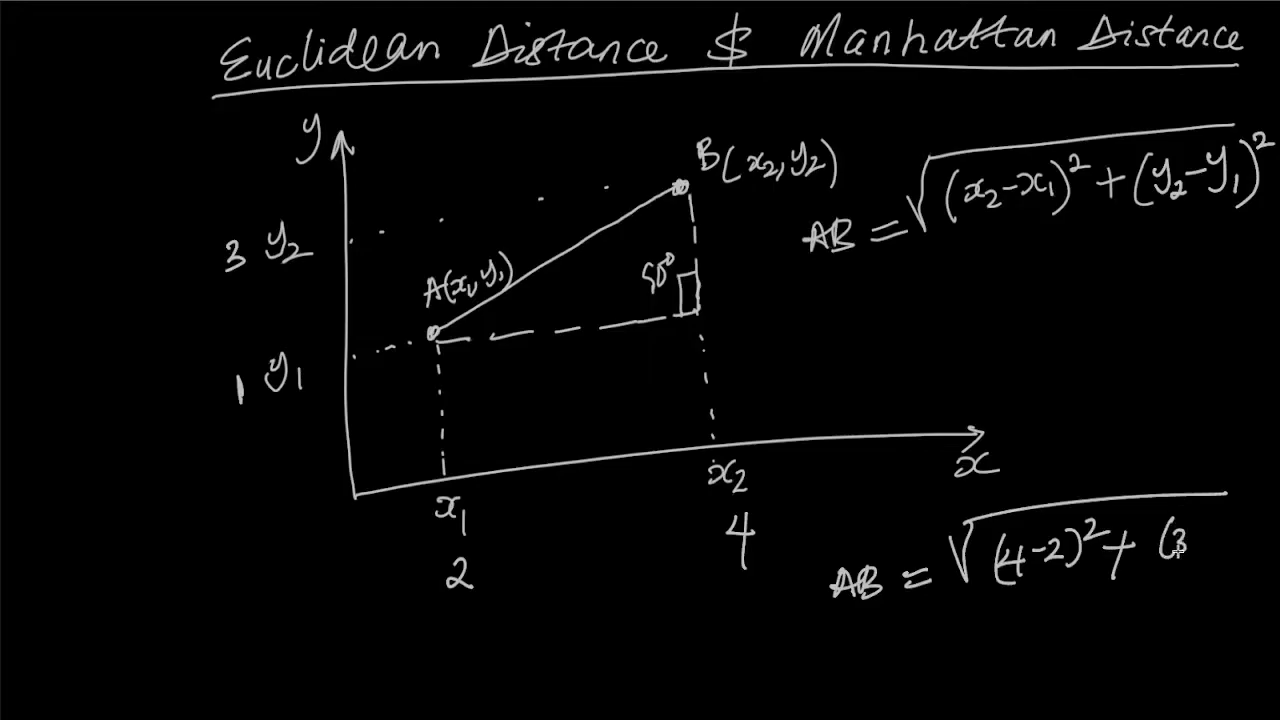 Euclidean Distance $ Manhattan Distance
y
B(x2, y2)
AB = √(x2-x1)² + (y2-y1)²
3 y2
A(x1, y1)
90°
1 y1
x
x1
x2
2
4
AB = √(4-2)² + (3